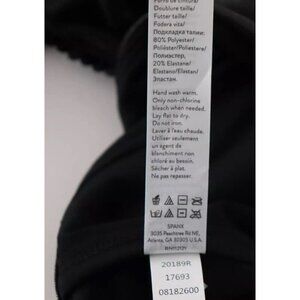 Doublure taille/
Futter taille/
Fodera vita/
Подкладка талии:
80% Polyester/
Poliéster/Poliestere/
Полиэстер,
20% Elastane/
Elastano/Elastan/
Эластан.
Hand wash warm.
Only non-chlorine
bleach when needed.
Lay flat to dry.
Do not iron.
Laver à l'eau chaude.
Utiliser seulement
un agent de
blanchiment non
chloré au besoin.
Sécher à plat.
Ne pas repasser.
SPANX
3035 Peachtree Rd NE,
Atlanta, GA 30305 U.S.A.
20189R
17693
08182600